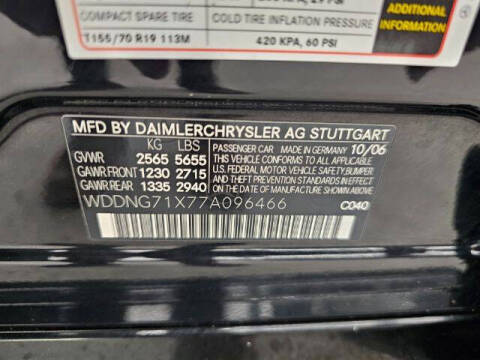 COMPACT SPARE TIRE COLD TIRE INFLATION PRESSURE
T155/70 R19 113M 420 KPA, 60 PSI
ADDITIONAL
INFORMATION
MFD BY DAIMLERCHRYSLER AG STUTTGART
KG LBS PASSENGER CAR MADE IN GERMANY 10/06
GVWR 2565 5655 THIS VEHICLE CONFORMS TO ALL APPLICABLE
GAWR.FRONT 1230 2715 U.S. FEDERAL MOTOR VEHICLE SAFETY, BUMPER
GAWR.REAR 1335 2940 AND THEFT PREVENTION STANDARDS IN EFFECT
ON THE DATE OF MANUFACTURE SHOWN ABOVE.
WDDNG71X77A096466 C040